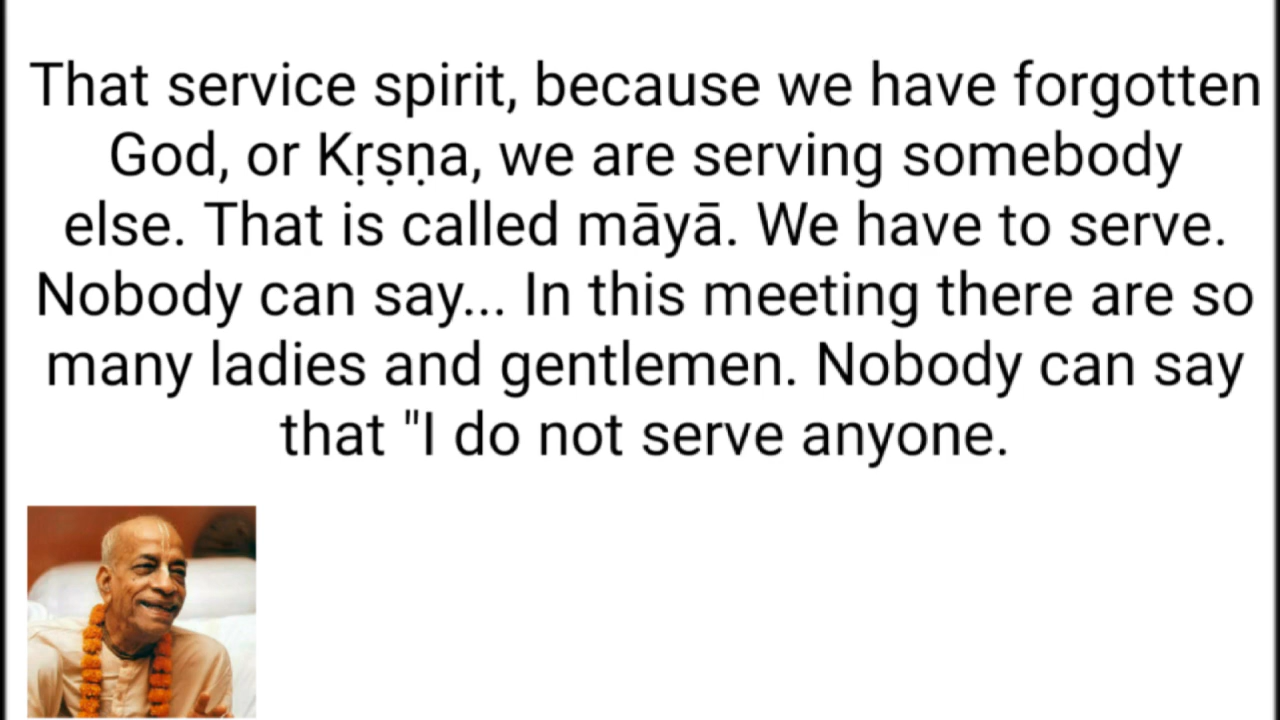 That service spirit, because we have forgotten
God, or Kṛṣṇa, we are serving somebody
else. That is called māyā. We have to serve.
Nobody can say... In this meeting there are so
many ladies and gentlemen. Nobody can say
that "I do not serve anyone.